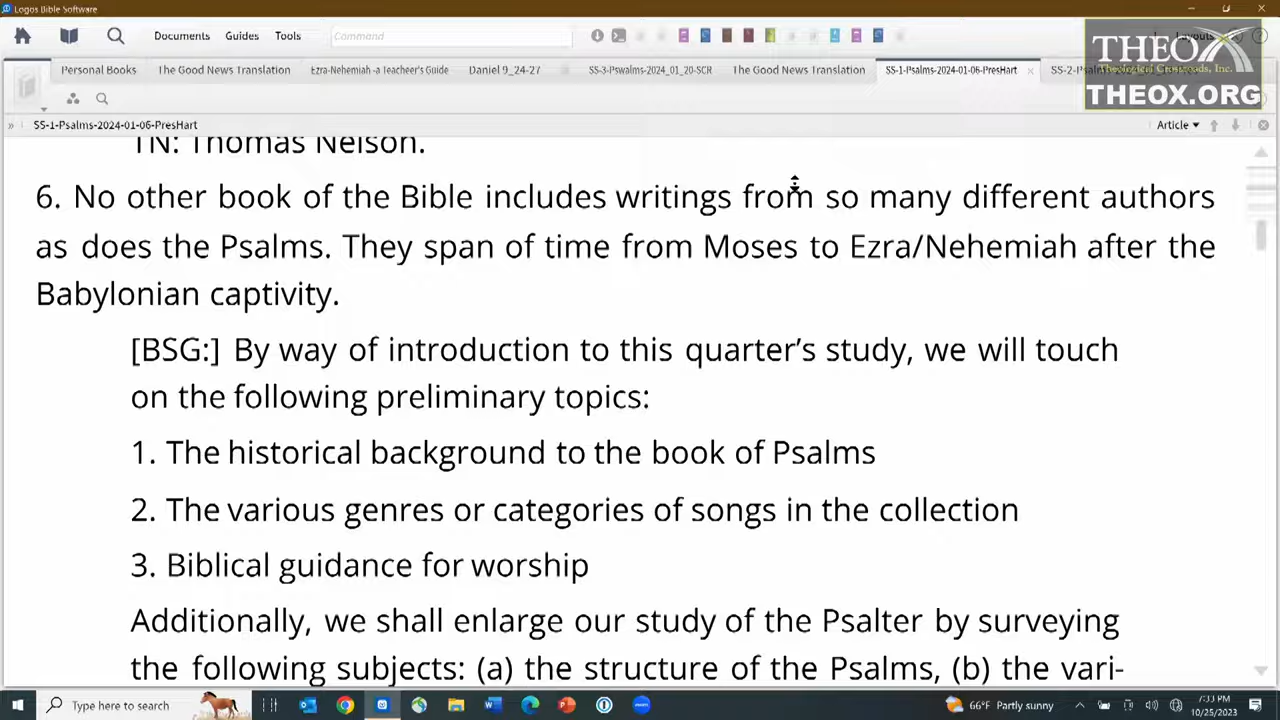 Logos Bible Software
Documents Guides Tools Command
THEOX
Theological Crossroads, Inc.
THEOX.ORG
Personal Books The Good News Translation Ezra-Nehemiah 9, 24-27 SS-3-Pswalms-2024_01_20-SCR The Good News Translation SS-1-Psalms-2024-01-06-PresHart
SS-1-Psalms-2024-01-06-PresHart Article
TN: Thomas Nelson.
6. No other book of the Bible includes writings from so many different authors
as does the Psalms. They span of time from Moses to Ezra/Nehemiah after the
Babylonian captivity.
[BSG:] By way of introduction to this quarter’s study, we will touch
on the following preliminary topics:
1. The historical background to the book of Psalms
2. The various genres or categories of songs in the collection
3. Biblical guidance for worship
Additionally, we shall enlarge our study of the Psalter by surveying
the following subjects: (a) the structure of the Psalms, (b) the vari-
Type here to search 66°F Partly sunny 7:33 PM
10/25/2023